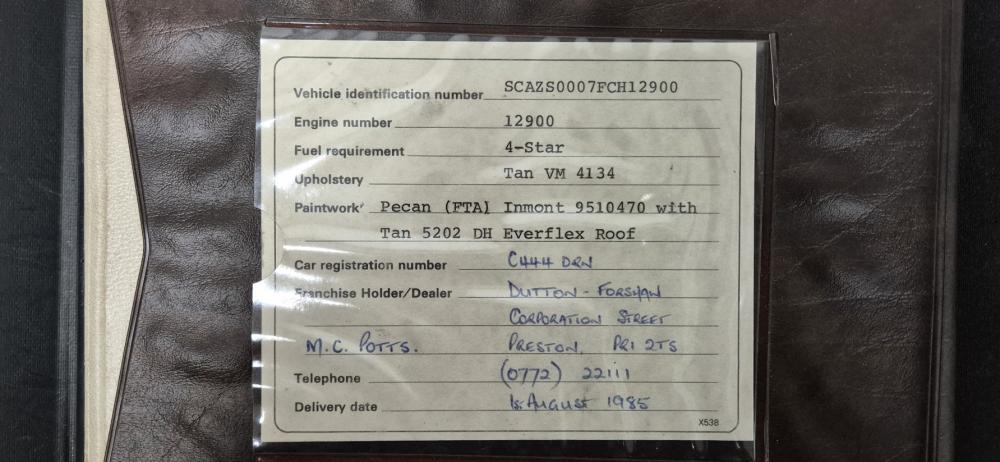 Vehicle identification number SCAZS0007FCH12900
Engine number 12900
Fuel requirement 4-Star
Upholstery Tan VM 4134
Paintwork Pecan (FTA) Inmont 9510470 with
Tan 5202 DH Everflex Roof
Car registration number C444 DRN
Franchise Holder/Dealer DUTTON - FORSHAW
CORPORATION STREET
M.C. POTTS. PRESTON, PR1 2TS
Telephone (0772) 22111
Delivery date 1st AUGUST 1985
X538